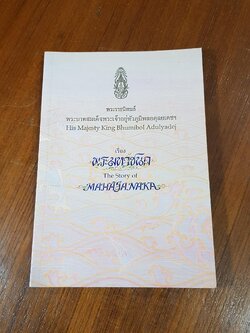 พระราชนิพนธ์
พระบาทสมเด็จพระเจ้าอยู่หัวภูมิพลอดุลยเดชฯ
His Majesty King Bhumibol Adulyadej
เรื่อง
พระมหาชนก
The Story of
MAHAJANAKA